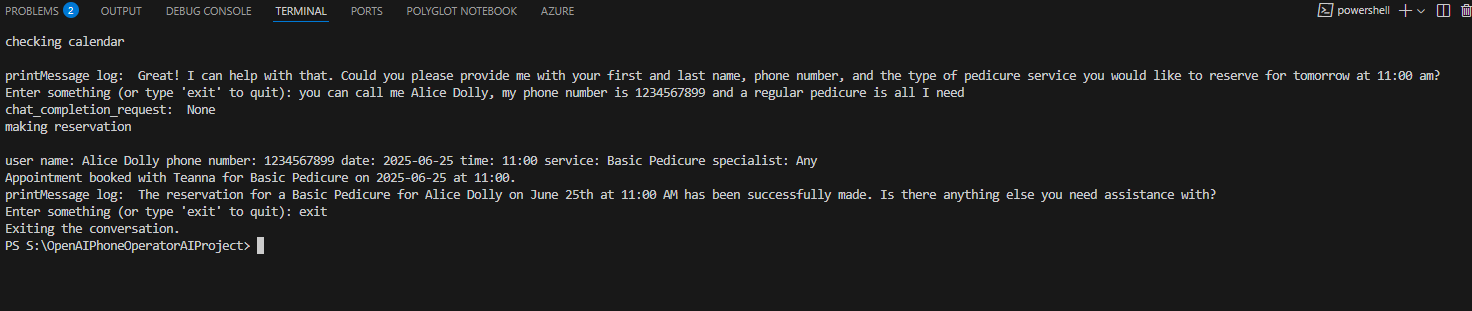 PROBLEMS 2 OUTPUT DEBUG CONSOLE TERMINAL PORTS POLYGLOT NOTEBOOK AZURE powershell
checking calendar
printMessage log:  Great! I can help with that. Could you please provide me with your first and last name, phone number, and the type of pedicure service you would like to reserve for tomorrow at 11:00 am?
Enter something (or type 'exit' to quit): you can call me Alice Dolly, my phone number is 1234567899 and a regular pedicure is all I need
chat_completion_request:  None
making reservation
user name: Alice Dolly phone number: 1234567899 date: 2025-06-25 time: 11:00 service: Basic Pedicure specialist: Any
Appointment booked with Teanna for Basic Pedicure on 2025-06-25 at 11:00.
printMessage log:  The reservation for a Basic Pedicure for Alice Dolly on June 25th at 11:00 AM has been successfully made. Is there anything else you need assistance with?
Enter something (or type 'exit' to quit): exit
Exiting the conversation.
PS S:\OpenAIPhoneOperatorAIProject>